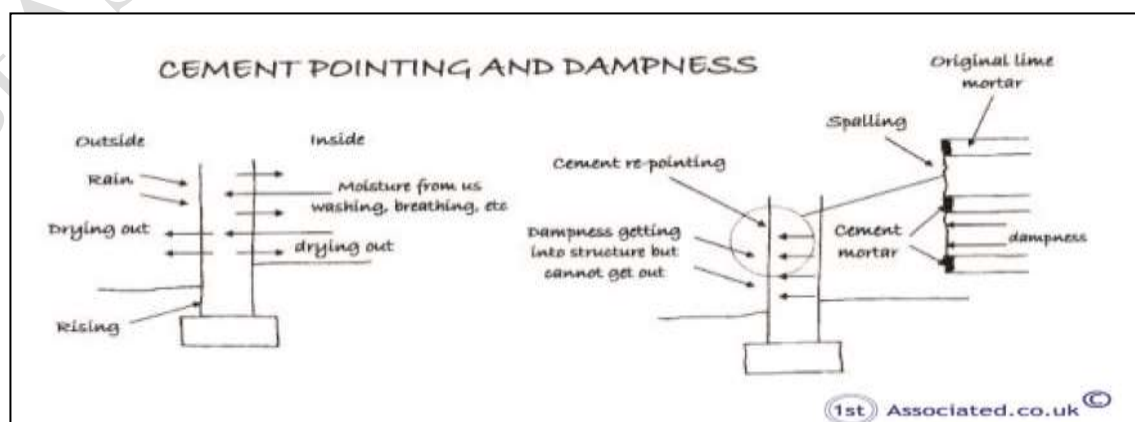 CEMENT POINTING AND DAMPNESS
Outside
Inside
Rain
Moisture from us
washing, breathing, etc
Drying out
drying out
Rising
Original lime
mortar
Spalling
Cement re-pointing
Dampness getting
into structure but
cannot get out
Cement
mortar
dampness
1st Associated.co.uk ©